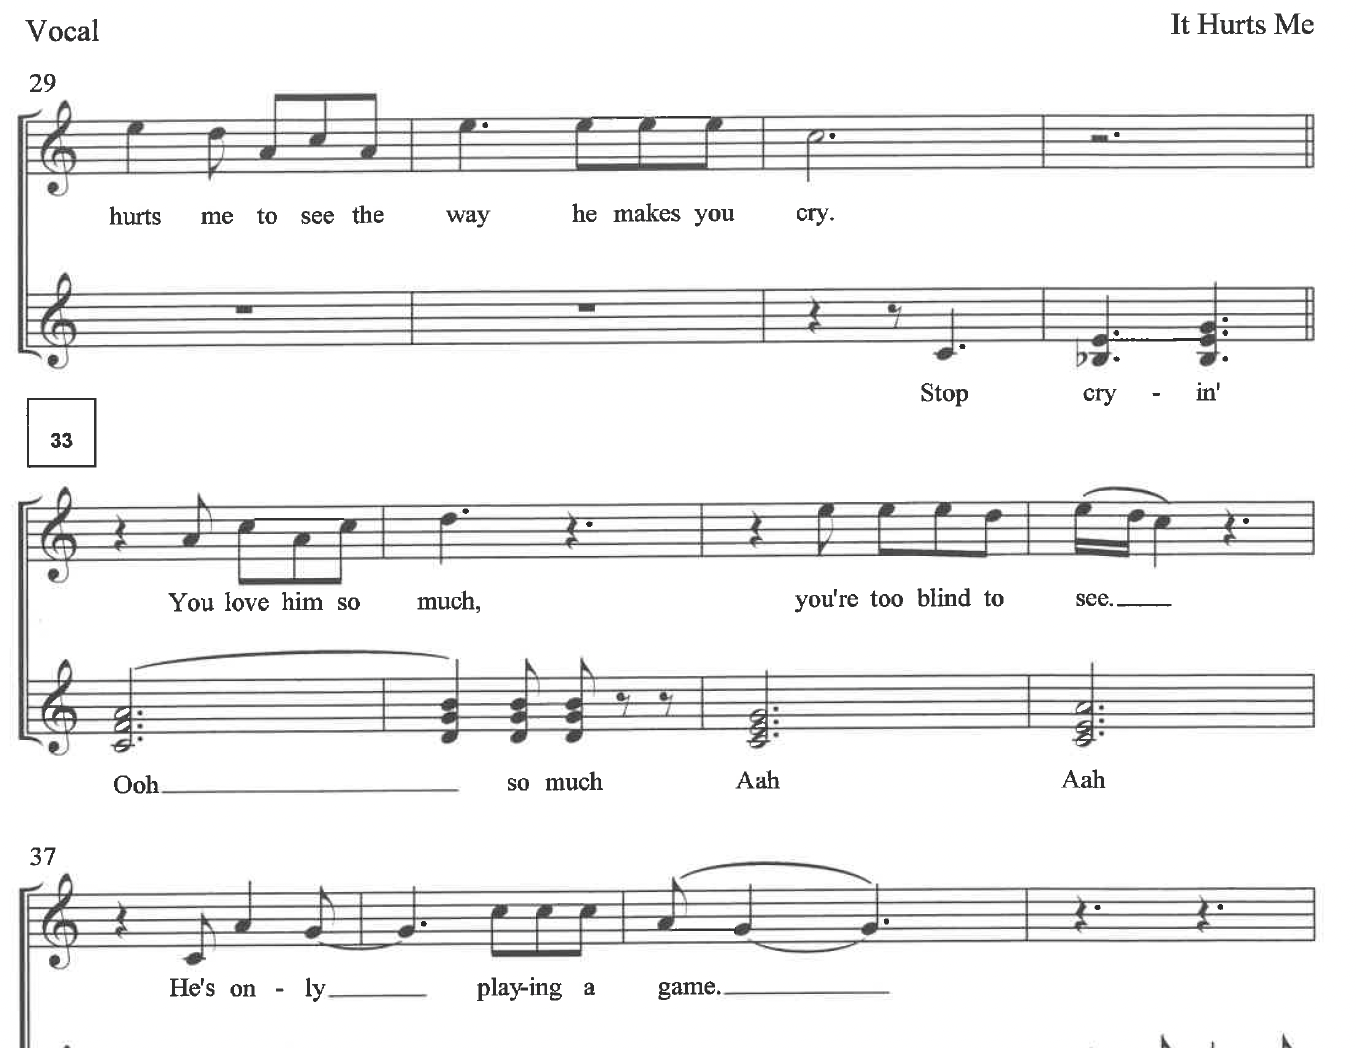 Vocal
It Hurts Me
29
hurts me to see the way he makes you cry.
Stop cry - in'
33
You love him so much, you're too blind to see.
Ooh so much Aah Aah
37
He's on - ly play-ing a game.